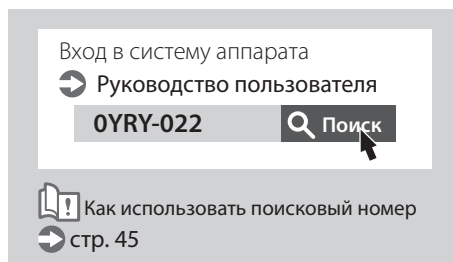 Вход в систему аппарата
Руководство пользователя
0YRY-022 Поиск
Как использовать поисковый номер
стр. 45